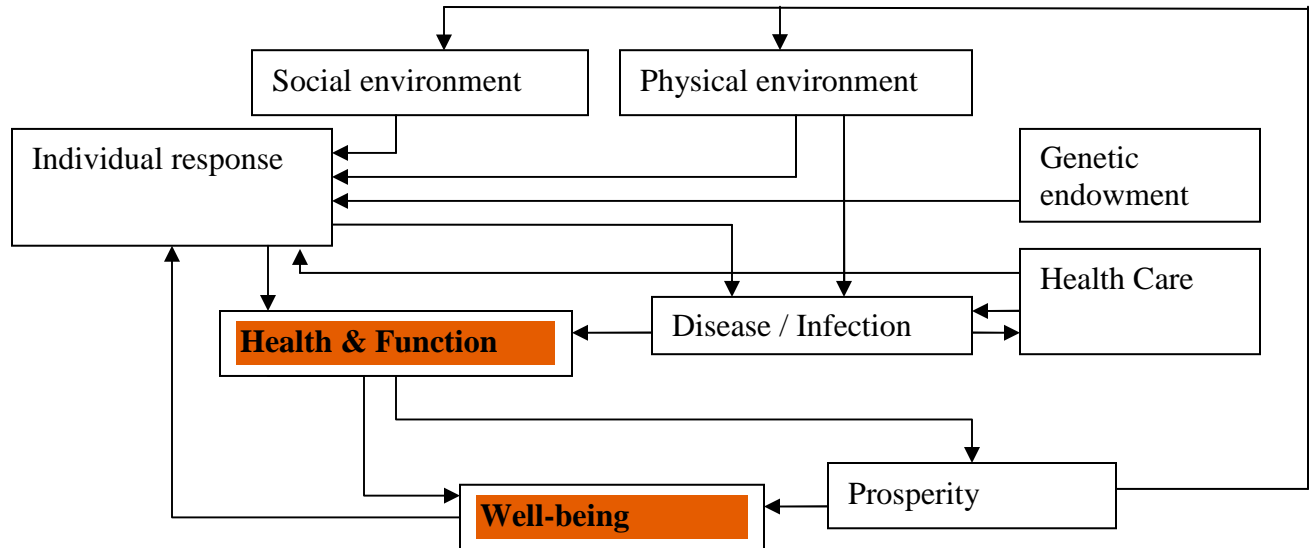 Social environment
Physical environment
Individual response
Genetic
endowment
Health Care
Health & Function
Disease / Infection
Prosperity
Well-being